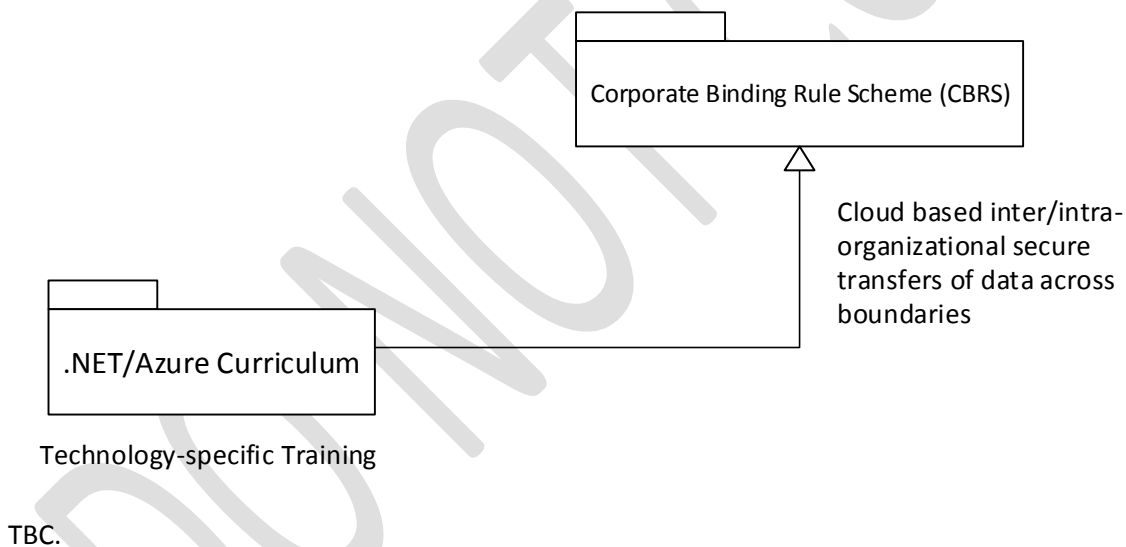 Corporate Binding Rule Scheme (CBRS)
Cloud based inter/intra-
organizational secure
transfers of data across
boundaries
.NET/Azure Curriculum
Technology-specific Training
TBC.
DO NOT